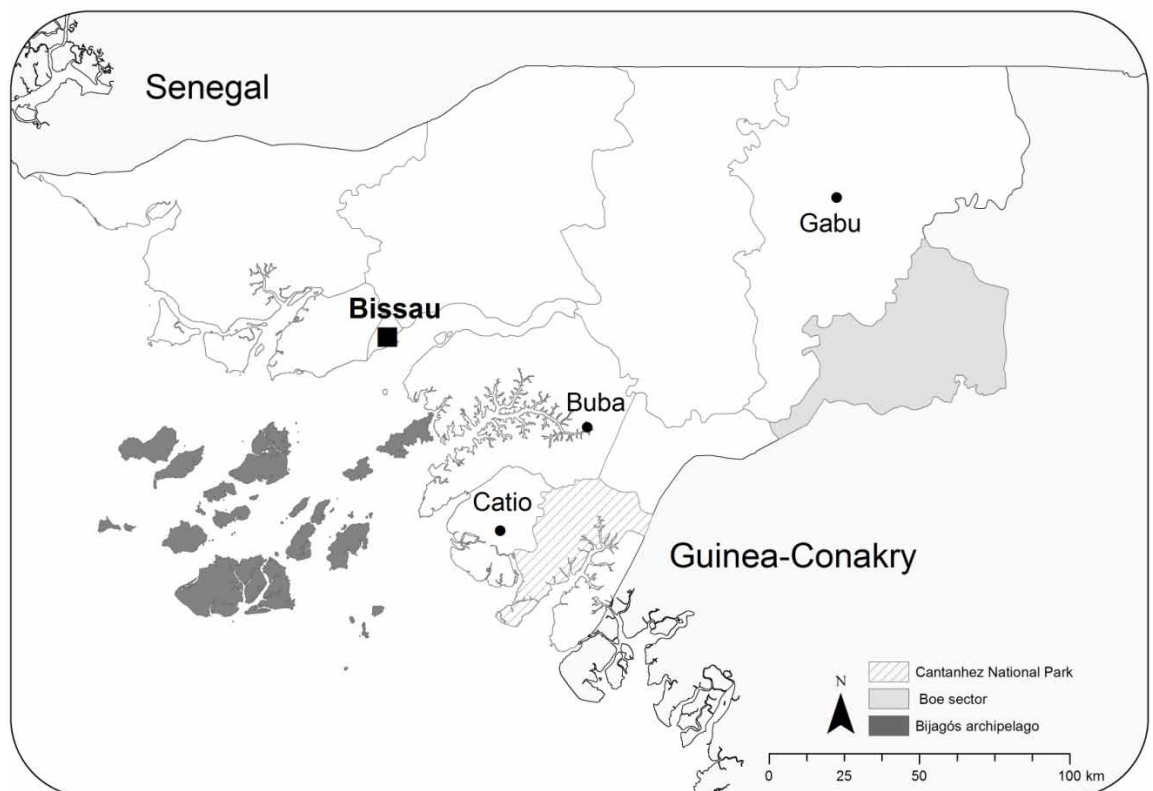 Senegal
Gabu
Bissau
Buba
Catio
Guinea-Conakry
N
Cantanhez National Park
Boe sector
Bijagós archipelago
0 25 50 100 km